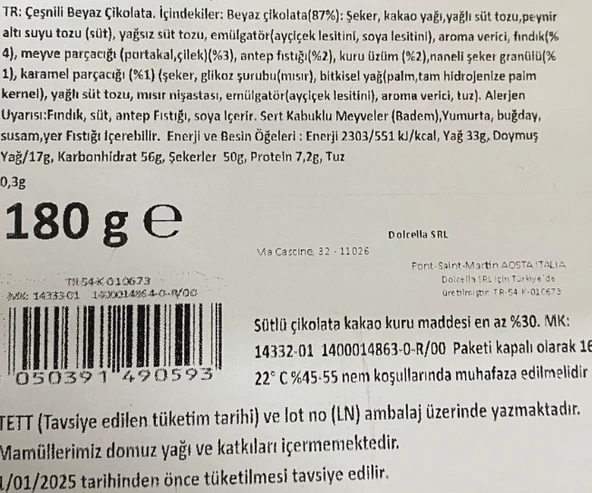 TR: Çeşnili Beyaz Çikolata. İçindekiler: Beyaz çikolata(87%): Şeker, kakao yağı,yağlı süt tozu,peynir
altı suyu tozu (süt), yağsız süt tozu, emülgatör(ayçiçek lesitini, soya lesitini), aroma verici, fındık(%
4), meyve parçacığı (portakal,çilek)(%3), antep fıstığı(%2), kuru üzüm (%2),naneli şeker granülü(%
1), karamel parçacığı (%1) (şeker, glikoz şurubu(mısır), bitkisel yağ(palm,tam hidrojenize palm
kernel), yağlı süt tozu, mısır nişastası, emülgatör(ayçiçek lesitini), aroma verici, tuz). Alerjen
Uyarısı:Fındık, süt, antep Fıstığı, soya İçerir. Sert Kabuklu Meyveler (Badem),Yumurta, buğday,
susam,yer Fıstığı içerebilir. Enerji ve Besin Öğeleri : Enerji 2303/551 kJ/kcal, Yağ 33g, Doymuş
Yağ/17g, Karbonhidrat 56g, Şekerler 50g, Protein 7,2g, Tuz
0,3g
180 g e
Dolcella SRL
Via Cascine, 32 - 11026
Pont-Saint-Martin AOSTA ITALIA
Dolcella SRL için Türkiye'de
üretilmiştir. TR-54-K-010673
TR-54-K-010673
MK: 14333-01 1400014864-0-R/00
050391 490593
Sütlü çikolata kakao kuru maddesi en az %30. MK:
14332-01 1400014863-0-R/00 Paketi kapalı olarak 16
22° C %45-55 nem koşullarında muhafaza edilmelidir
TETT (Tavsiye edilen tüketim tarihi) ve lot no (LN) ambalaj üzerinde yazmaktadır.
Mamüllerimiz domuz yağı ve katkıları içermemektedir.
1/01/2025 tarihinden önce tüketilmesi tavsiye edilir.